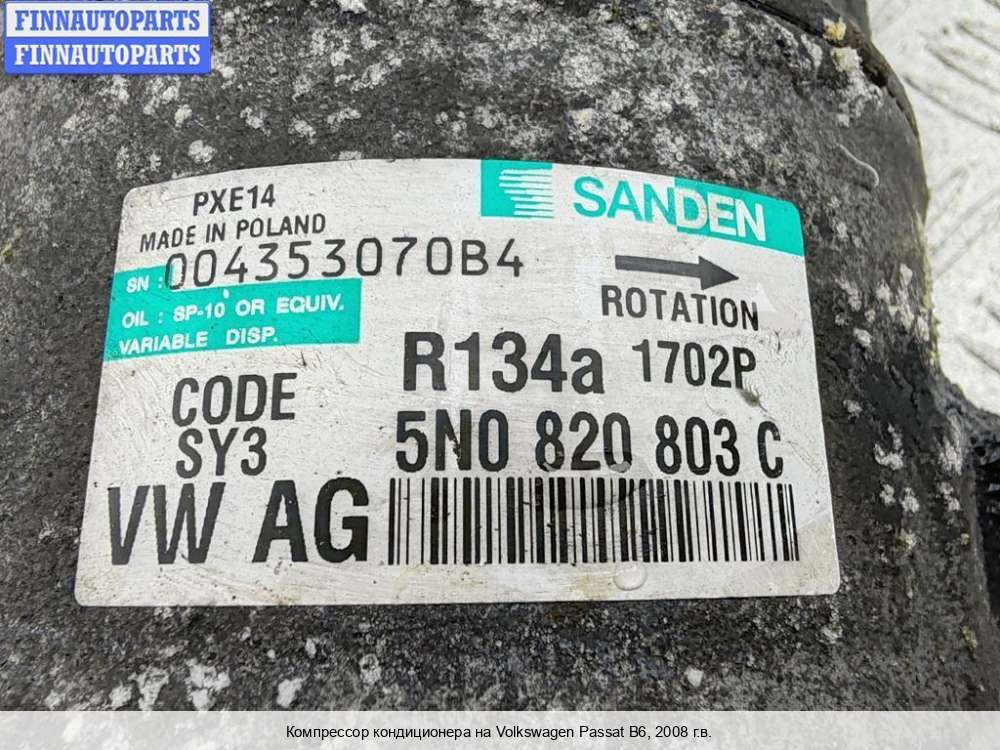 FINNAUTOPARTS
FINNAUTOPARTS
PXE14
MADE IN POLAND
SANDEN
SN : 004353070B4
ROTATION
OIL : SP-10 OR EQUIV.
VARIABLE DISP.
R134a 1702P
CODE
SY3
5N0 820 803 C
VW AG
Компрессор кондиционера на Volkswagen Passat B6, 2008 г.в.